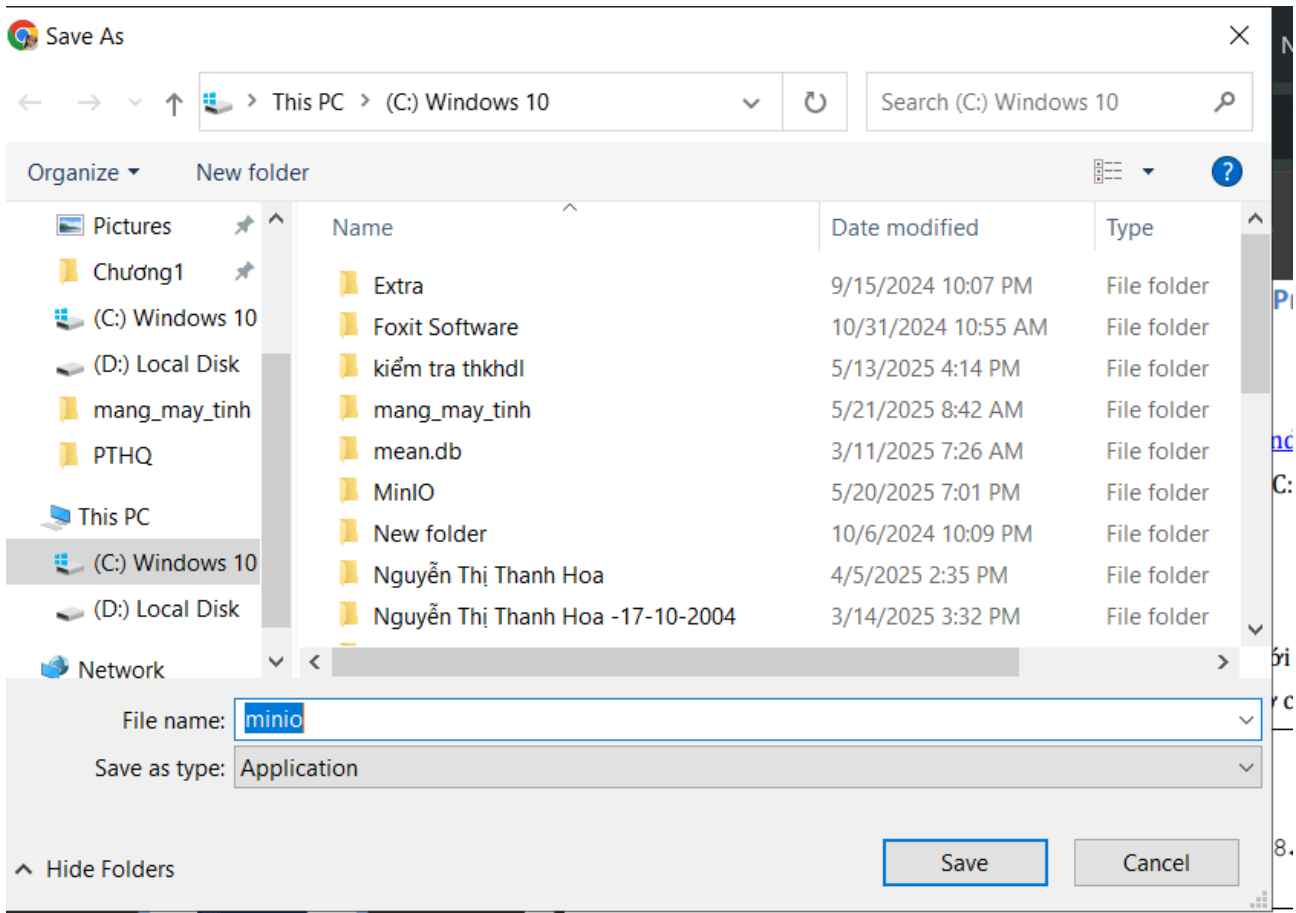 Save As
N
This PC > (C:) Windows 10
Search (C:) Windows 10
Organize
New folder
?
Pictures
Chương1
(C:) Windows 10
(D:) Local Disk
mang_may_tinh
PTHQ
This PC
(C:) Windows 10
(D:) Local Disk
Network
Name Date modified Type
Extra 9/15/2024 10:07 PM File folder
Foxit Software 10/31/2024 10:55 AM File folder
kiểm tra thkhdl 5/13/2025 4:14 PM File folder
mang_may_tinh 5/21/2025 8:42 AM File folder
mean.db 3/11/2025 7:26 AM File folder
MinIO 5/20/2025 7:01 PM File folder
New folder 10/6/2024 10:09 PM File folder
Nguyễn Thị Thanh Hoa 4/5/2025 2:35 PM File folder
Nguyễn Thị Thanh Hoa -17-10-2004 3/14/2025 3:32 PM File folder
C:
File name: minio
Save as type: Application
Hide Folders
Save
Cancel